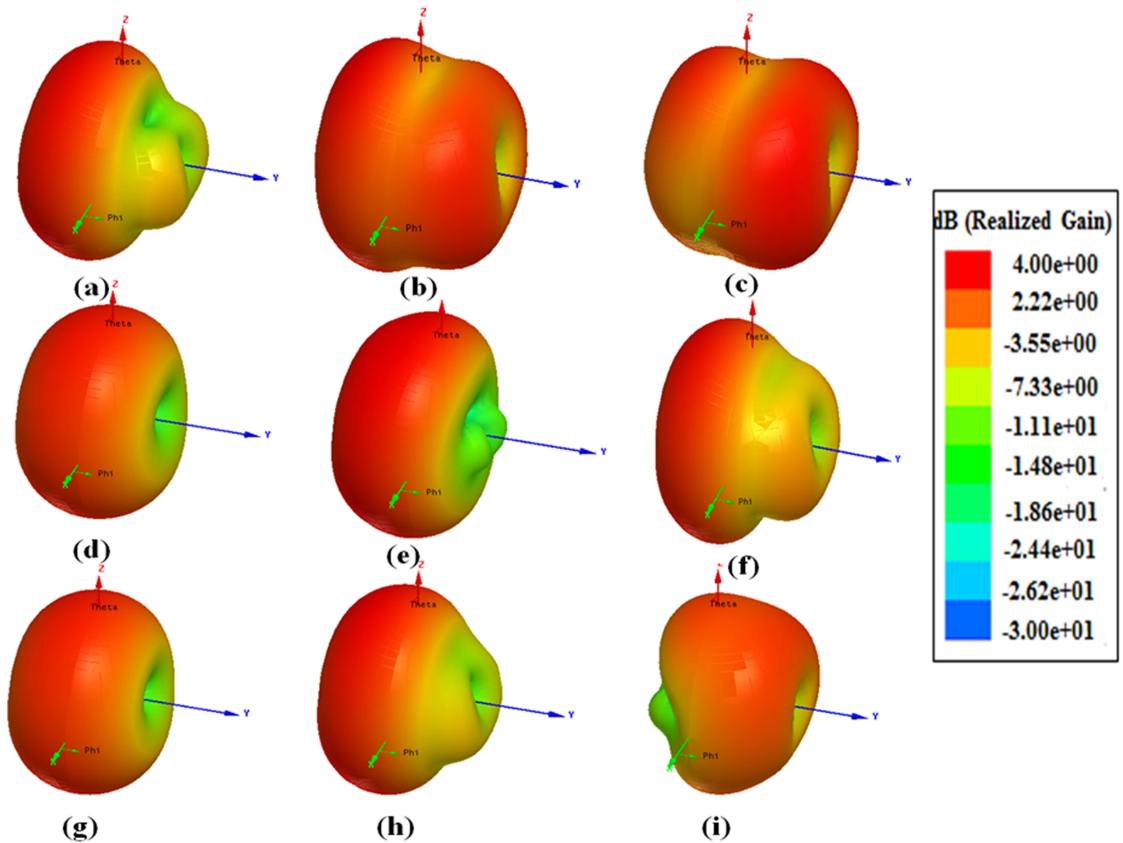 Z
Theta
Y
Phi
X
(a)
Z
Theta
Y
Phi
X
(b)
Z
Theta
Y
Phi
X
(c)
Z
Theta
Y
Phi
X
(d)
Theta
Y
Phi
X
(e)
Theta
Y
Phi
X
(f)
Z
Theta
Y
Phi
X
(g)
Z
Theta
Y
Phi
X
(h)
Theta
Y
Phi
X
(i)
dB (Realized Gain)
4.00e+00
2.22e+00
-3.55e+00
-7.33e+00
-1.11e+01
-1.48e+01
-1.86e+01
-2.44e+01
-2.62e+01
-3.00e+01